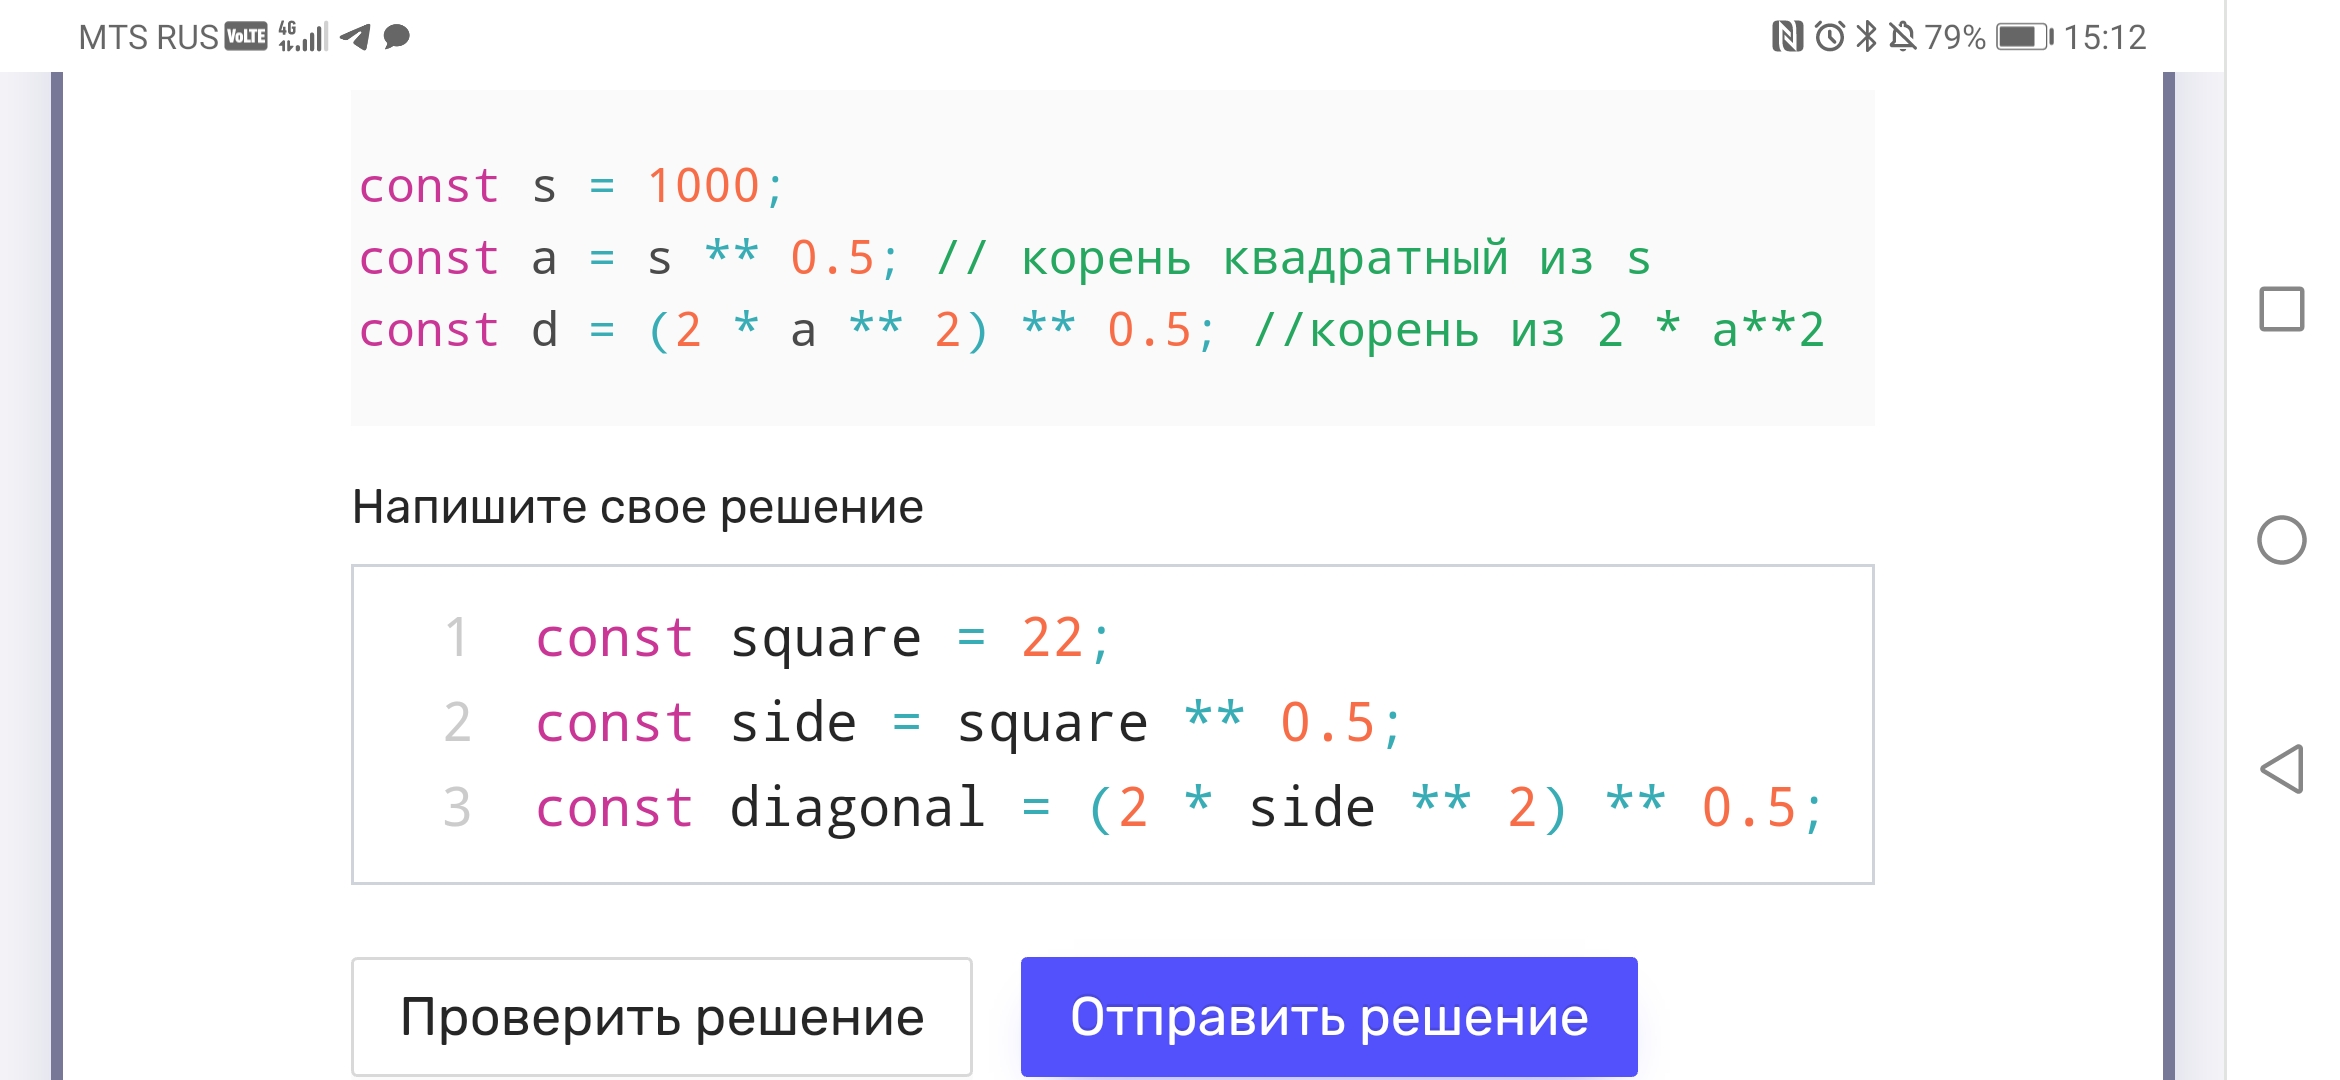 MTS RUS VoLTE 4G 79% 15:12
const s = 1000;
const a = s ** 0.5; // корень квадратный из s
const d = (2 * a ** 2) ** 0.5; //корень из 2 * a**2
Напишите свое решение
1 const square = 22;
2 const side = square ** 0.5;
3 const diagonal = (2 * side ** 2) ** 0.5;
Проверить решение
Отправить решение